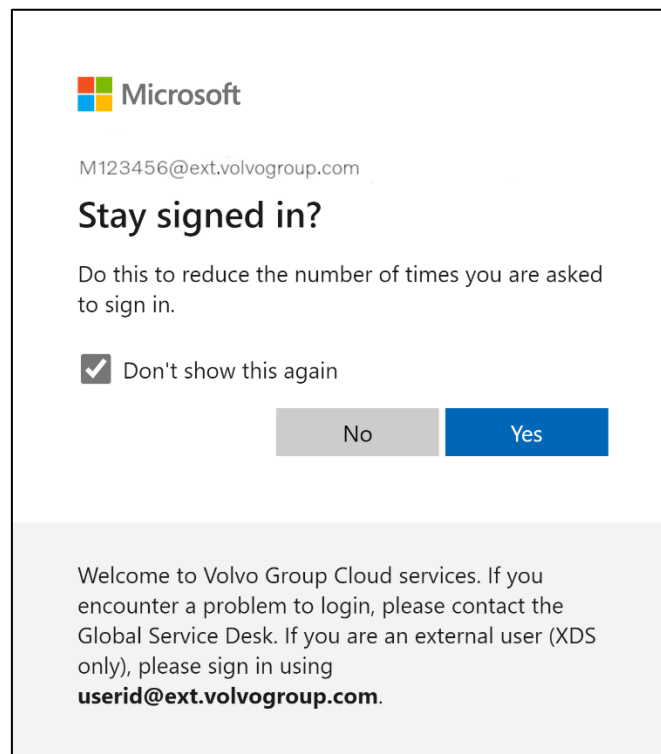 Microsoft
M123456@ext.volvogroup.com
Stay signed in?
Do this to reduce the number of times you are asked
to sign in.
Don't show this again
No
Yes
Welcome to Volvo Group Cloud services. If you
encounter a problem to login, please contact the
Global Service Desk. If you are an external user (XDS
only), please sign in using
userid@ext.volvogroup.com.